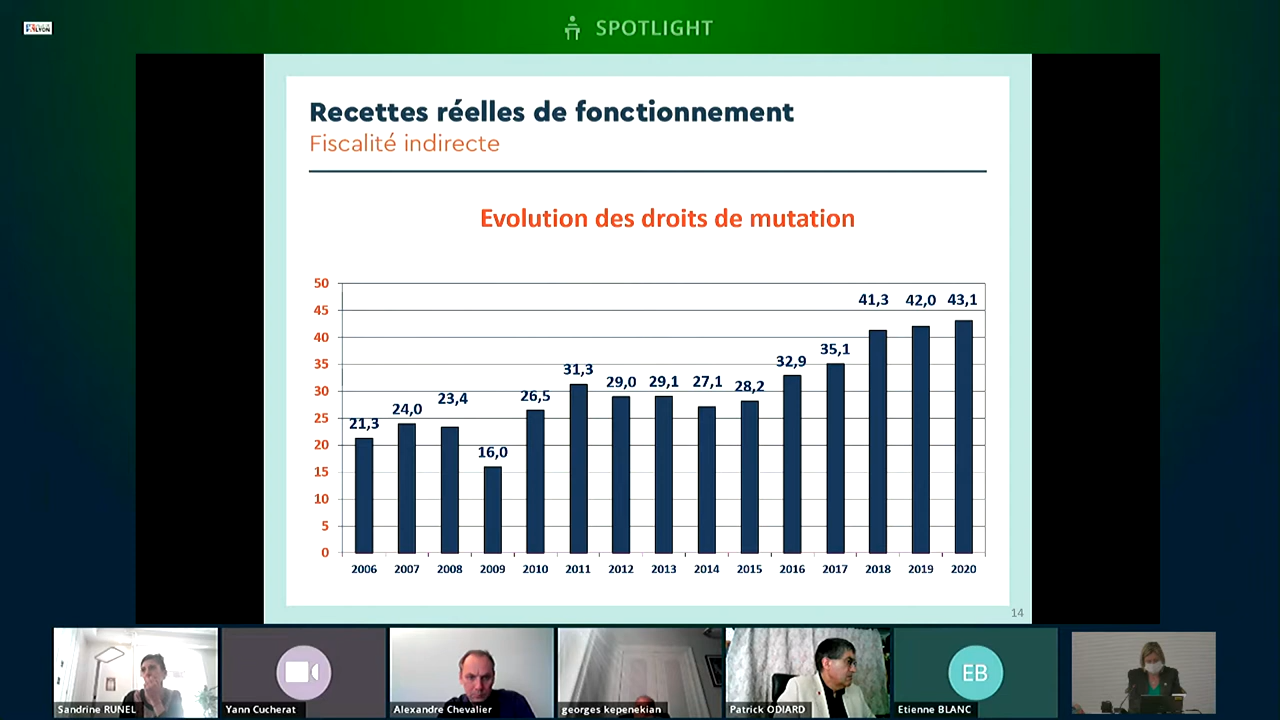 LYON
SPOTLIGHT
Recettes réelles de fonctionnement
Fiscalité indirecte
Evolution des droits de mutation
50
45
40
35
30
25
20
15
10
5
0
21,3
24,0
23,4
16,0
26,5
31,3
29,0
29,1
27,1
28,2
32,9
35,1
41,3
42,0
43,1
2006 2007 2008 2009 2010 2011 2012 2013 2014 2015 2016 2017 2018 2019 2020
14
EB
Sandrine RUNEL
Yann Cucherat
Alexandre Chevalier
georges kepenekian
Patrick ODIARD
Etienne BLANC